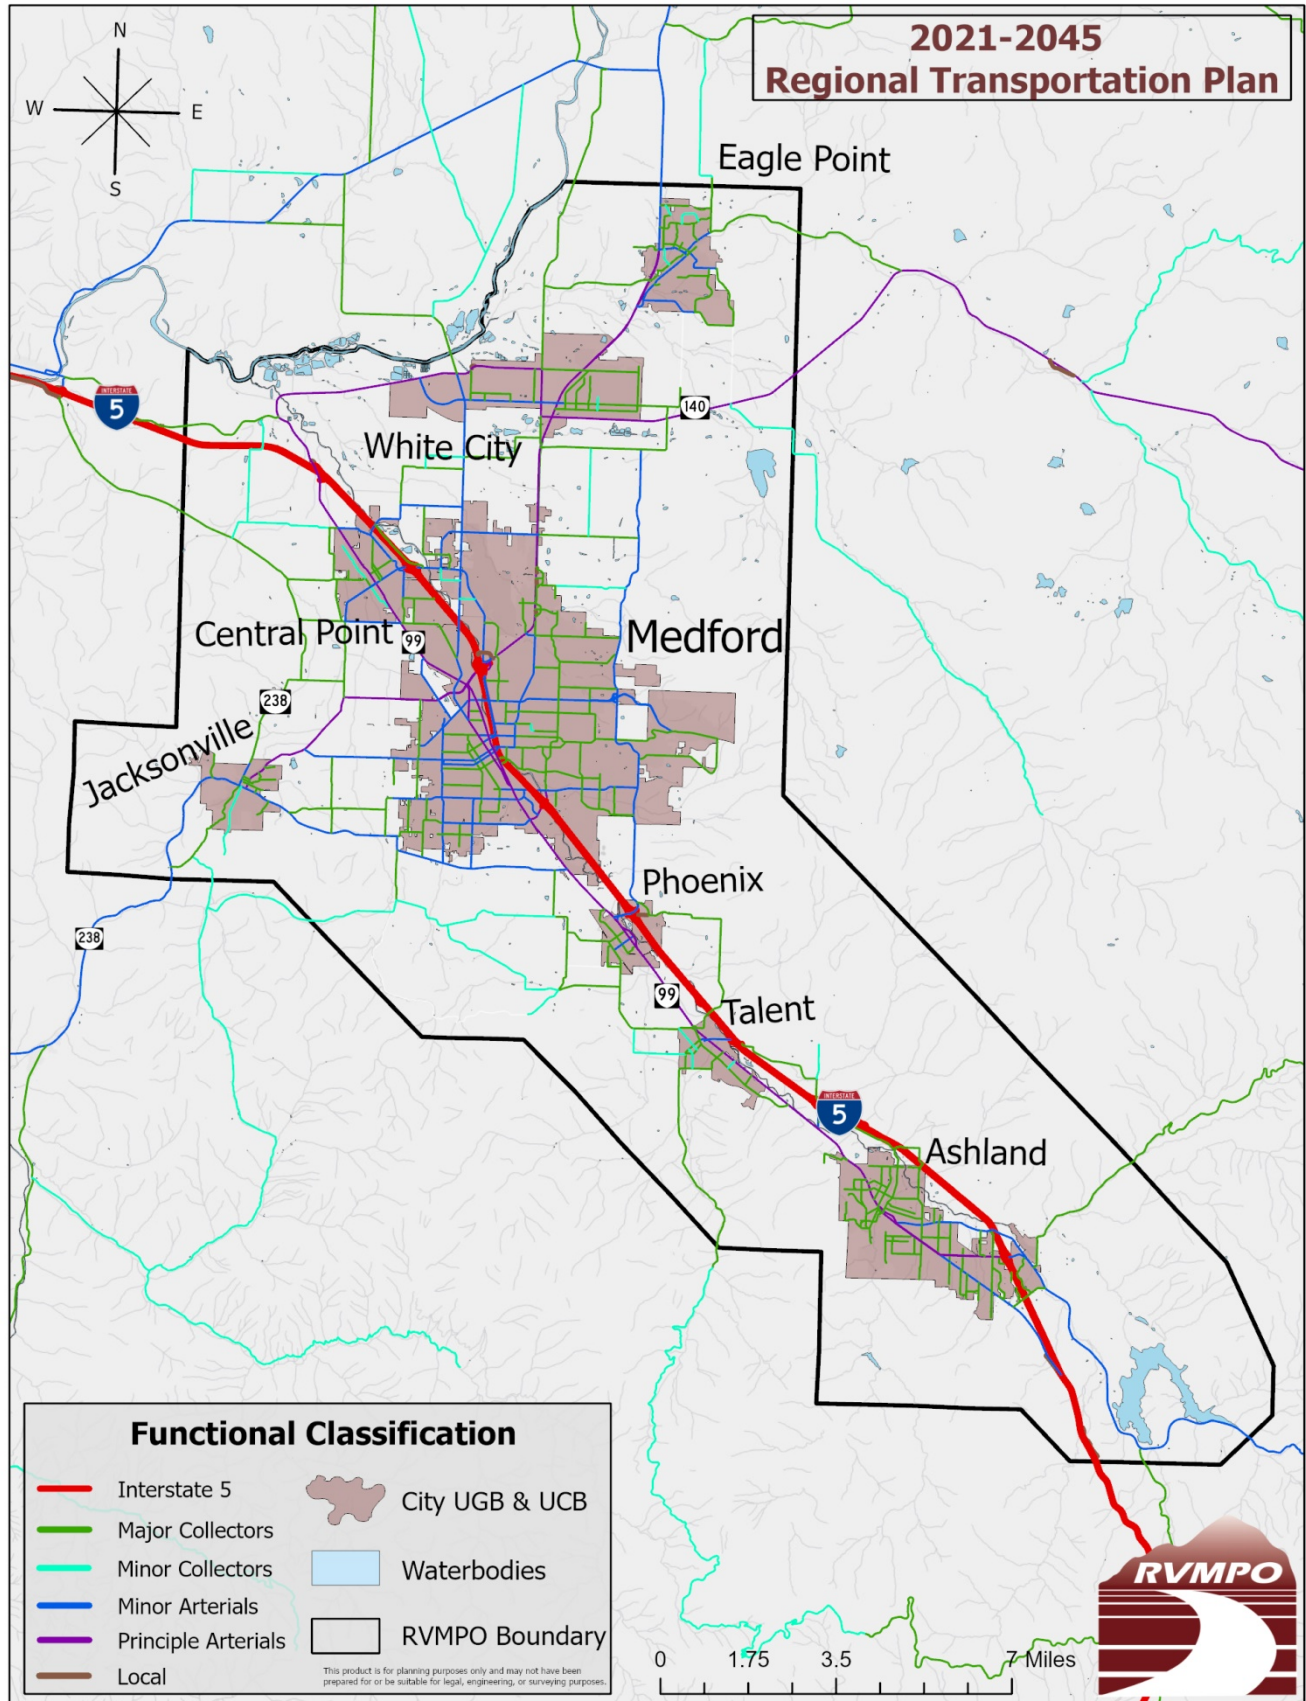 2021-2045
Regional Transportation Plan
N
W
E
S
Eagle Point
INTERSTATE
5
140
White City
Central Point
99
Medford
238
Jacksonville
Phoenix
238
99
Talent
INTERSTATE
5
Ashland
Functional Classification
Interstate 5
Major Collectors
Minor Collectors
Minor Arterials
Principle Arterials
Local
City UGB & UCB
Waterbodies
RVMPO Boundary
This product is for planning purposes only and may not have been
prepared for or be suitable for legal, engineering, or surveying purposes.
0 1.75 3.5 7 Miles
RVMPO